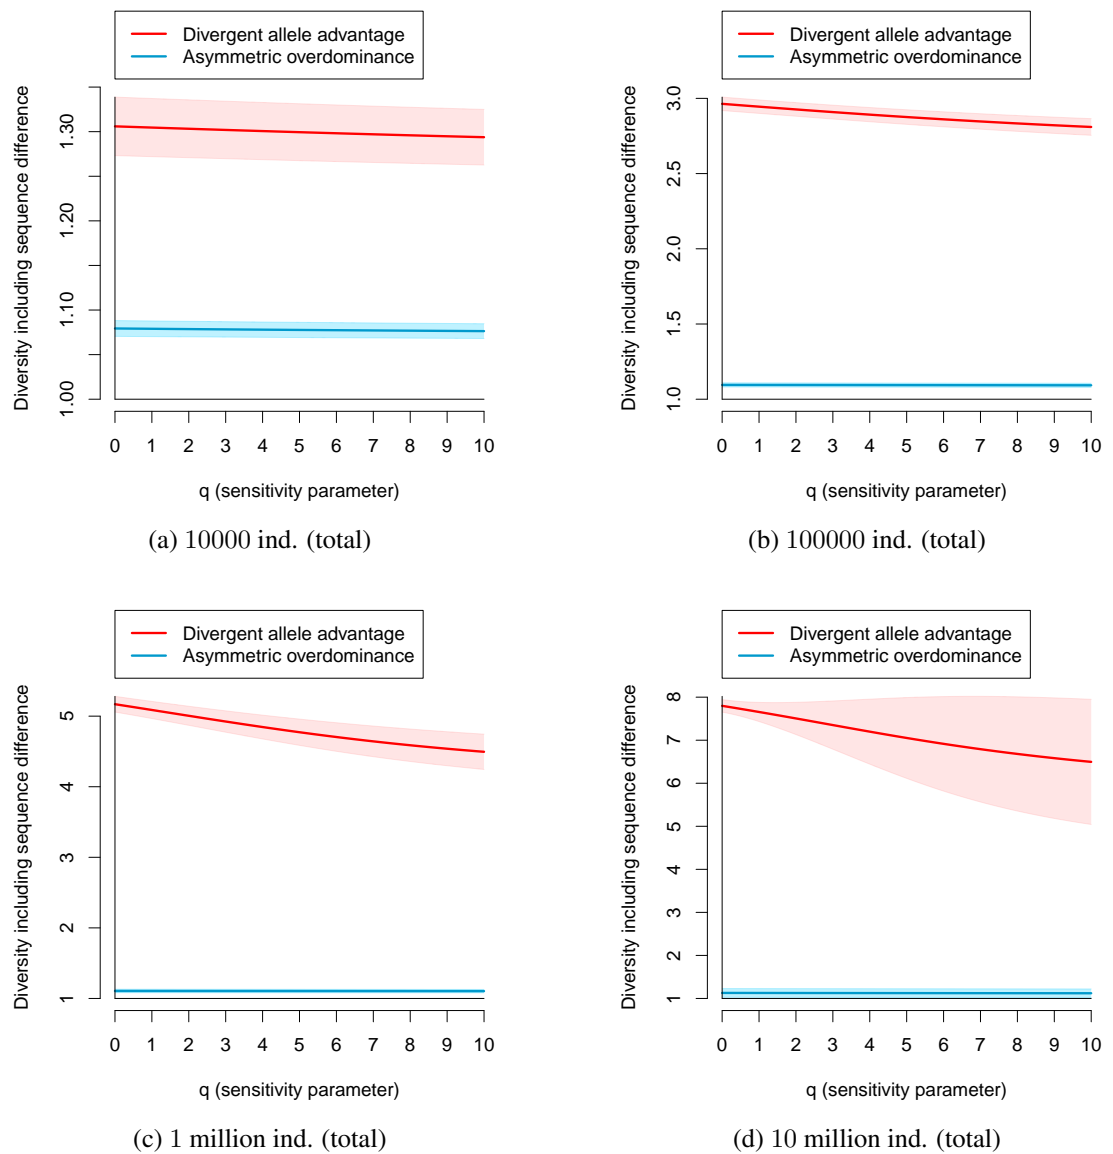 Divergent allele advantage
Asymmetric overdominance
Diversity including sequence difference
1.30
1.20
1.10
1.00
0 1 2 3 4 5 6 7 8 9 10
q (sensitivity parameter)
(a) 10000 ind. (total)
Divergent allele advantage
Asymmetric overdominance
Diversity including sequence difference
3.0
2.5
2.0
1.5
1.0
0 1 2 3 4 5 6 7 8 9 10
q (sensitivity parameter)
(b) 100000 ind. (total)
Divergent allele advantage
Asymmetric overdominance
Diversity including sequence difference
5
4
3
2
1
0 1 2 3 4 5 6 7 8 9 10
q (sensitivity parameter)
(c) 1 million ind. (total)
Divergent allele advantage
Asymmetric overdominance
Diversity including sequence difference
8
7
6
5
4
3
2
1
0 1 2 3 4 5 6 7 8 9 10
q (sensitivity parameter)
(d) 10 million ind. (total)